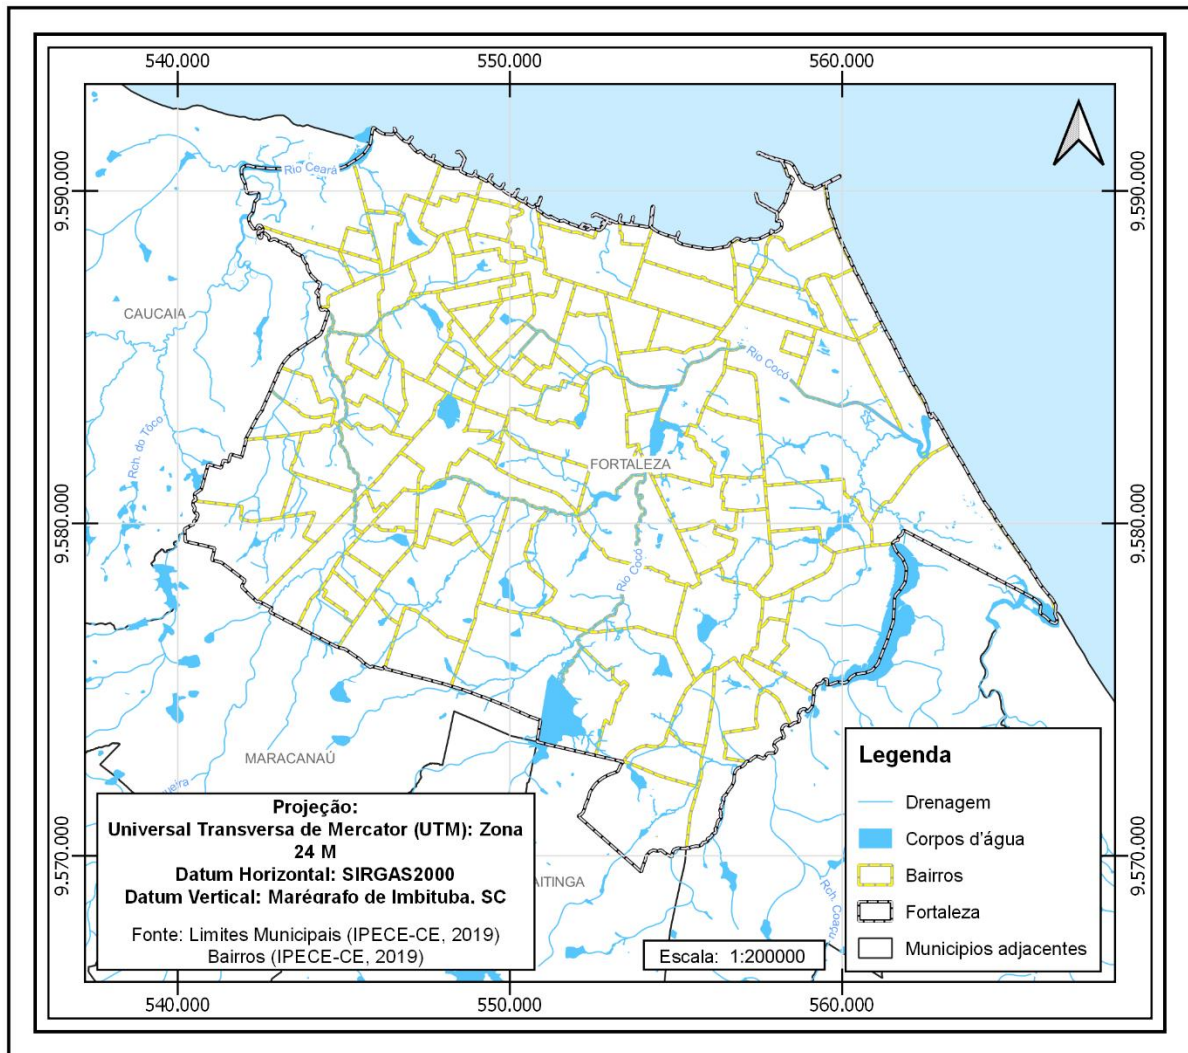 540.000
550.000
560.000
9.590.000
9.590.000
Rio Ceará
CAUCAIA
Rio Cocó
Rch. do Tôco
FORTALEZA
9.580.000
9.580.000
Rio Cocó
MARACANAÚ
Legenda
Drenagem
Corpos d'água
Bairros
Fortaleza
Municipios adjacentes
Projeção:
Universal Transversa de Mercator (UTM): Zona
24 M
Datum Horizontal: SIRGAS2000
Datum Vertical: Marégrafo de Imbituba, SC
Fonte: Limites Municipais (IPECE-CE, 2019)
Bairros (IPECE-CE, 2019)
AITINGA
Rch. Coaçu
Escala: 1:200000
9.570.000
9.570.000
540.000
550.000
560.000